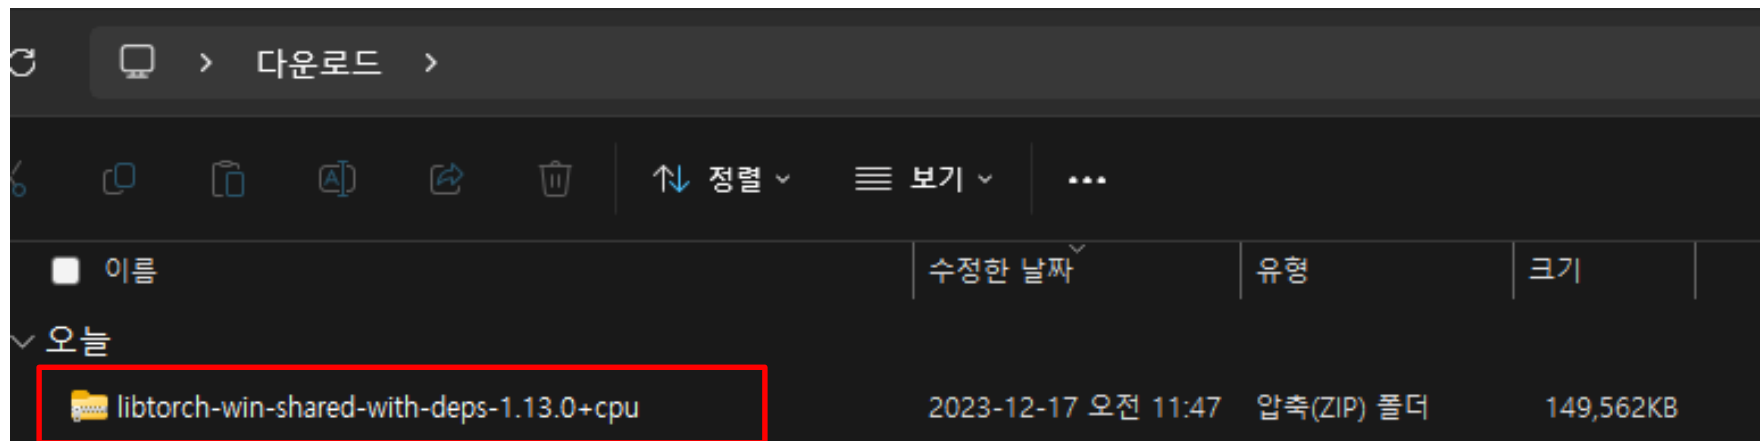 다운로드
정렬 보기
이름 수정한 날짜 유형 크기
오늘
libtorch-win-shared-with-deps-1.13.0+cpu 2023-12-17 오전 11:47 압축(ZIP) 폴더 149,562KB